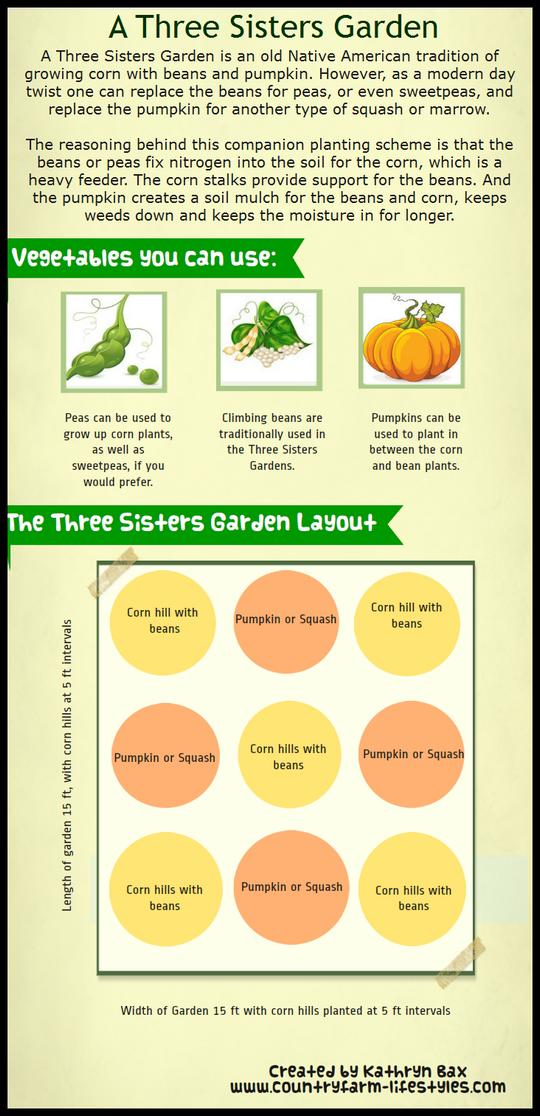 A Three Sisters Garden
A Three Sisters Garden is an old Native American tradition of
growing corn with beans and pumpkin. However, as a modern day
twist one can replace the beans for peas, or even sweetpeas, and
replace the pumpkin for another type of squash or marrow.
The reasoning behind this companion planting scheme is that the
beans or peas fix nitrogen into the soil for the corn, which is a
heavy feeder. The corn stalks provide support for the beans. And
the pumpkin creates a soil mulch for the beans and corn, keeps
weeds down and keeps the moisture in for longer.
Vegetables you can use:
Peas can be used to
grow up corn plants,
as well as
sweetpeas, if you
would prefer.
Climbing beans are
traditionally used in
the Three Sisters
Gardens.
Pumpkins can be
used to plant in
between the corn
and bean plants.
The Three Sisters Garden Layout
Length of garden 15 ft, with corn hills at 5 ft intervals
Corn hill with
beans
Pumpkin or Squash
Corn hill with
beans
Pumpkin or Squash
Corn hills with
beans
Pumpkin or Squash
Corn hills with
beans
Pumpkin or Squash
Corn hills with
beans
Width of Garden 15 ft with corn hills planted at 5 ft intervals
Created by Kathryn Bax
www.countryfarm-lifestyles.com